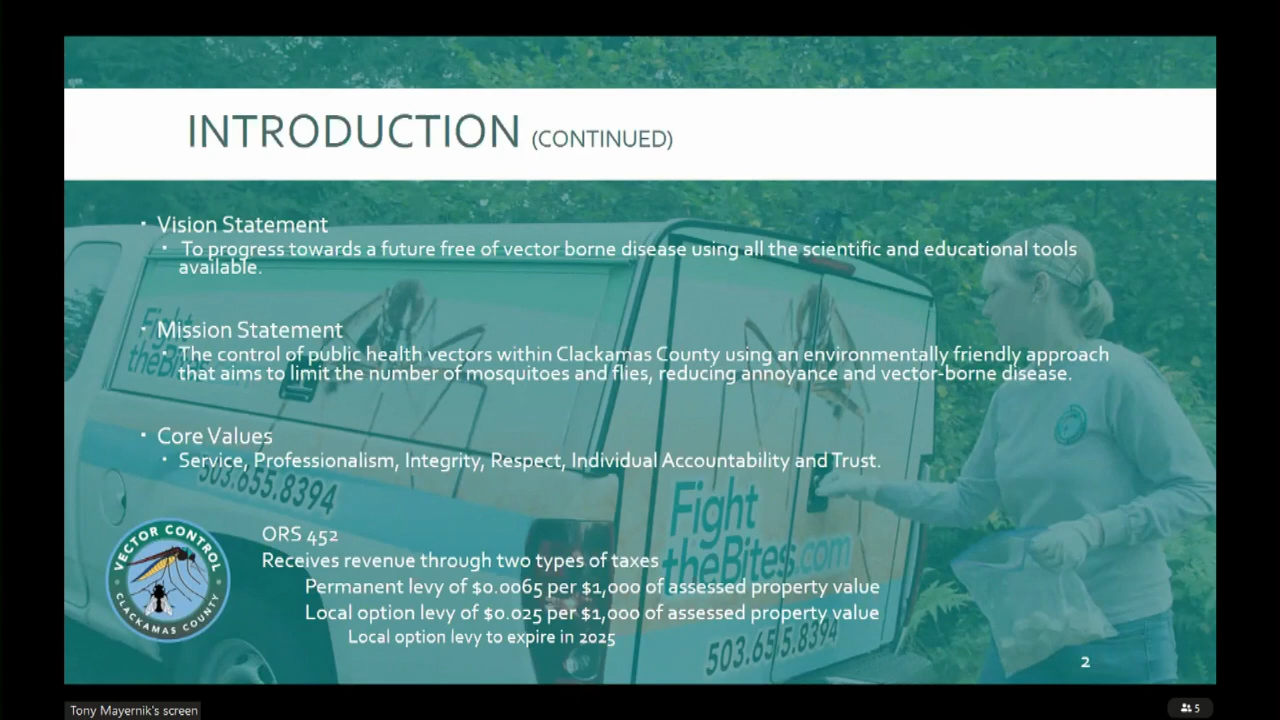 INTRODUCTION (CONTINUED)
Vision Statement
To progress towards a future free of vector borne disease using all the scientific and educational tools
available.
Mission Statement
The control of public health vectors within Clackamas County using an environmentally friendly approach
that aims to limit the number of mosquitoes and flies, reducing annoyance and vector-borne disease.
Core Values
Service, Professionalism, Integrity, Respect, Individual Accountability and Trust.
Fight
theBites
503.655.8394
Fight
theBites.com
503.655.8394
VECTOR CONTROL
CLACKAMAS COUNTY
ORS 452
Receives revenue through two types of taxes
Permanent levy of $0.0065 per $1,000 of assessed property value
Local option levy of $0.025 per $1,000 of assessed property value
Local option levy to expire in 2025
2
Tony Mayernik's screen
5